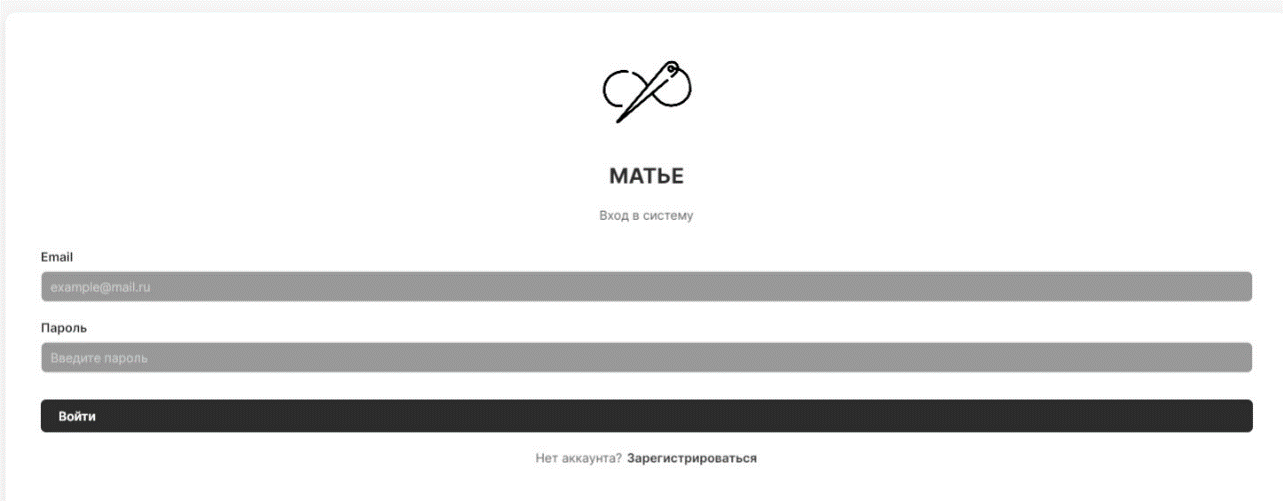 МАТЬЕ
Вход в систему
Email
example@mail.ru
Пароль
Введите пароль
Войти
Нет аккаунта? Зарегистрироваться